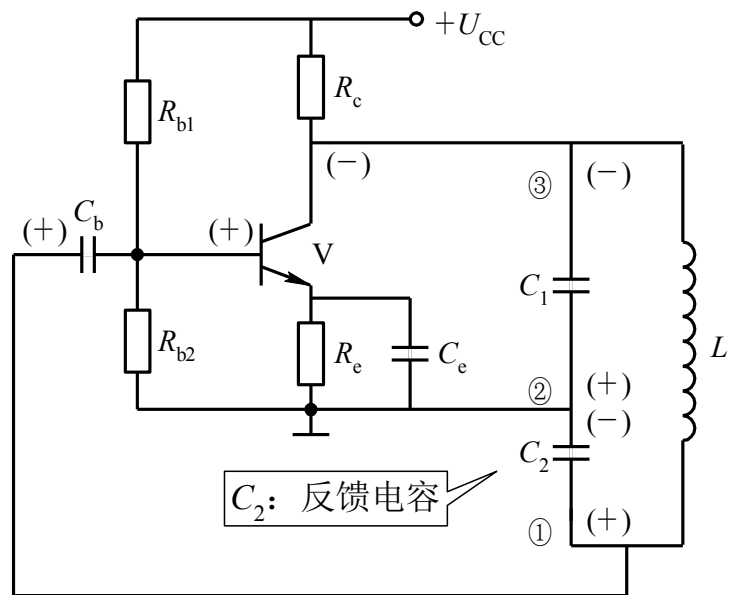 +U_CC
R_c
R_b1
(−)
③
(−)
(+)
C_b
(+)
V
C_1
R_b2
R_e
C_e
L
②
(+)
(−)
C_2
C_2：反馈电容
①
(+)